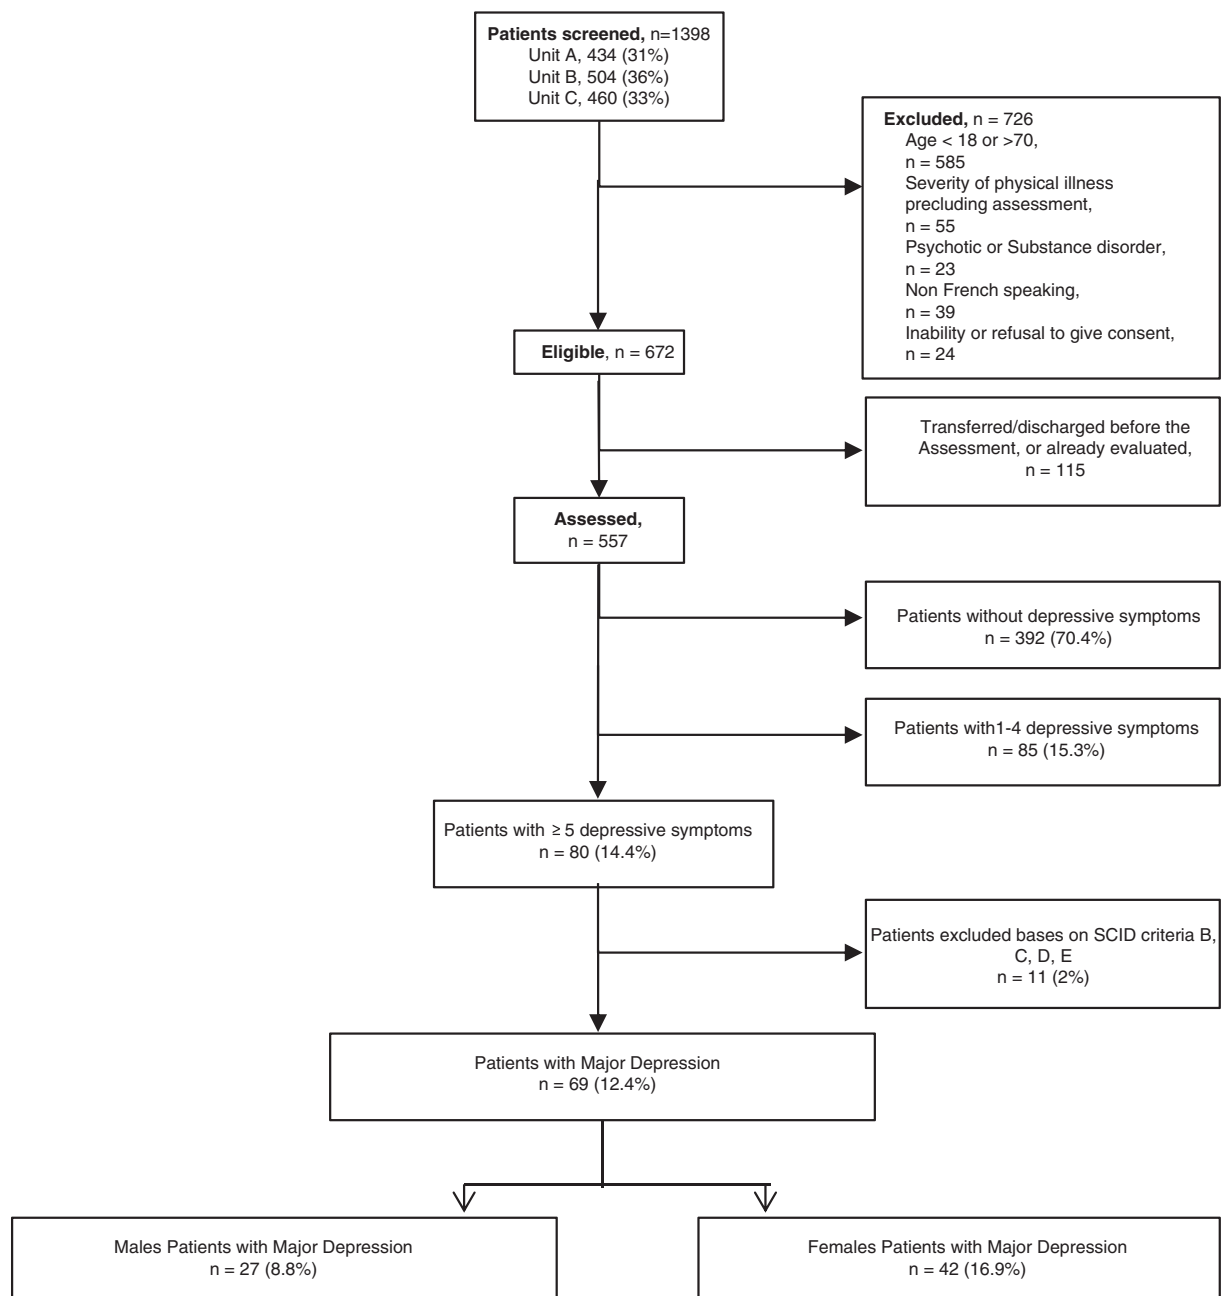 Patients screened, n=1398
Unit A, 434 (31%)
Unit B, 504 (36%)
Unit C, 460 (33%)
Excluded, n = 726
Age < 18 or >70,
n = 585
Severity of physical illness
precluding assessment,
n = 55
Psychotic or Substance disorder,
n = 23
Non French speaking,
n = 39
Inability or refusal to give consent,
n = 24
Eligible, n = 672
Transferred/discharged before the
Assessment, or already evaluated,
n = 115
Assessed,
n = 557
Patients without depressive symptoms
n = 392 (70.4%)
Patients with1-4 depressive symptoms
n = 85 (15.3%)
Patients with ≥ 5 depressive symptoms
n = 80 (14.4%)
Patients excluded bases on SCID criteria B,
C, D, E
n = 11 (2%)
Patients with Major Depression
n = 69 (12.4%)
Males Patients with Major Depression
n = 27 (8.8%)
Females Patients with Major Depression
n = 42 (16.9%)